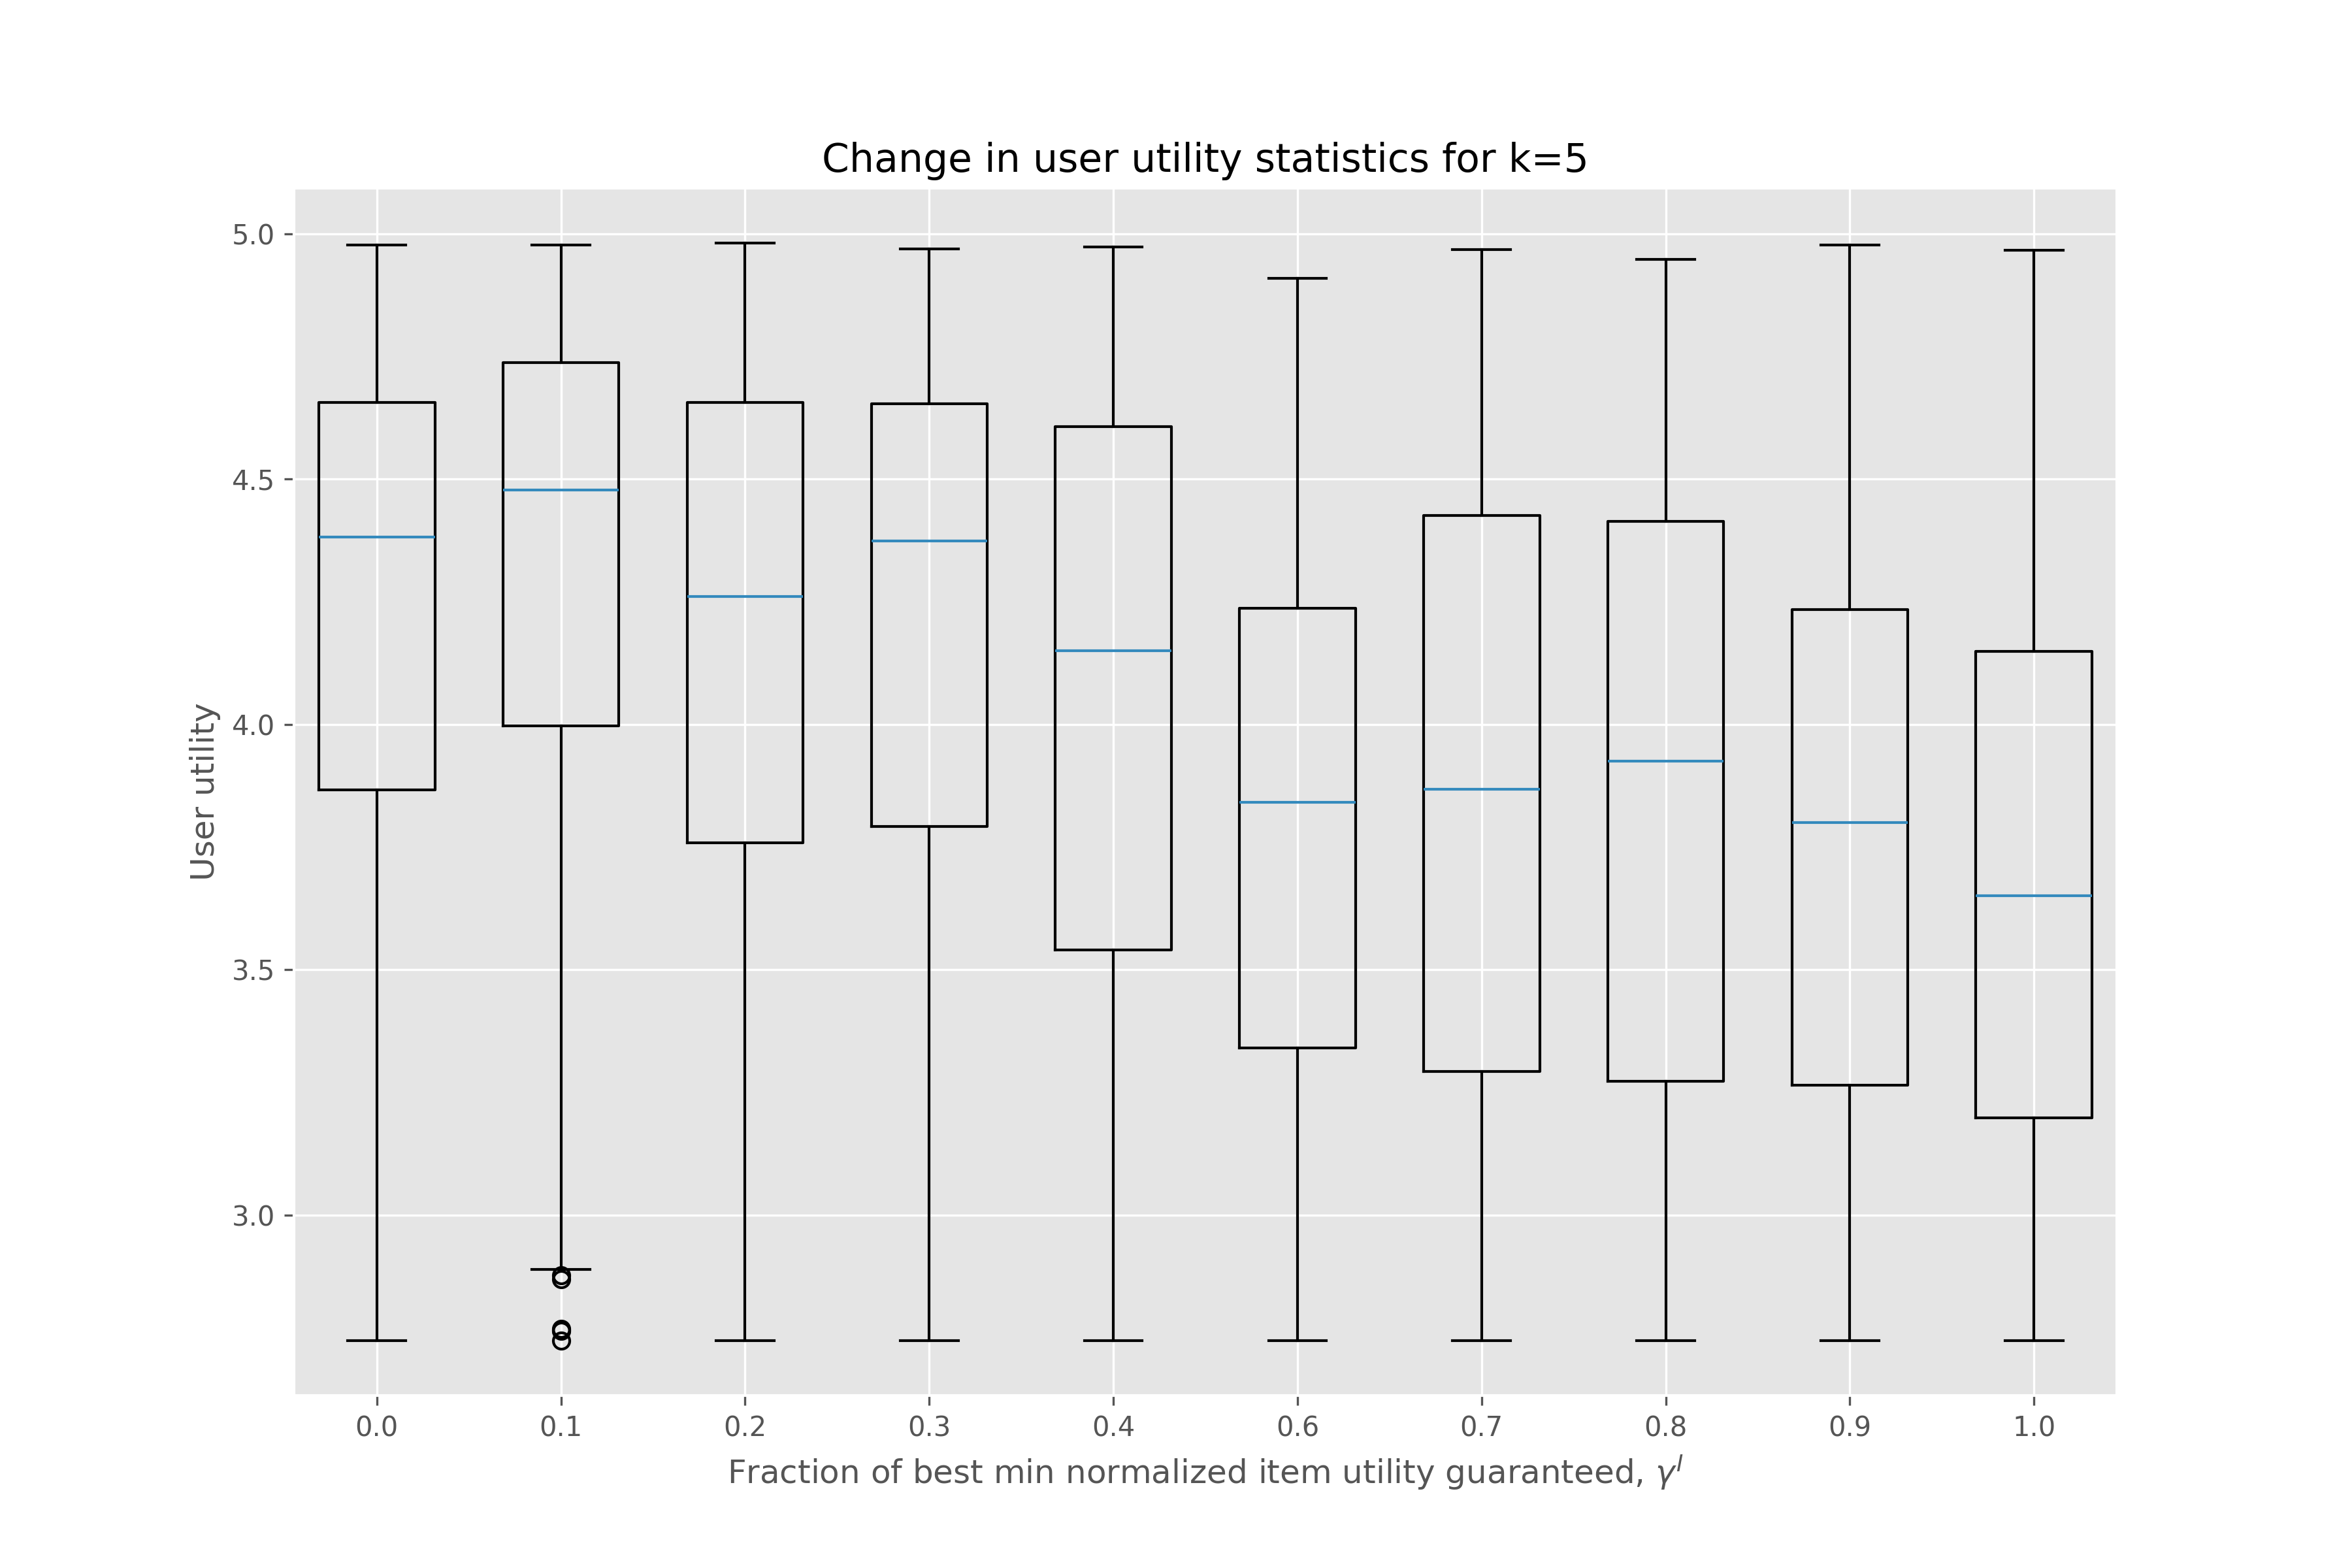 Change in user utility statistics for k=5
5.0
4.5
4.0
3.5
3.0
User utility
0.0 0.1 0.2 0.3 0.4 0.6 0.7 0.8 0.9 1.0
Fraction of best min normalized item utility guaranteed, γ^I